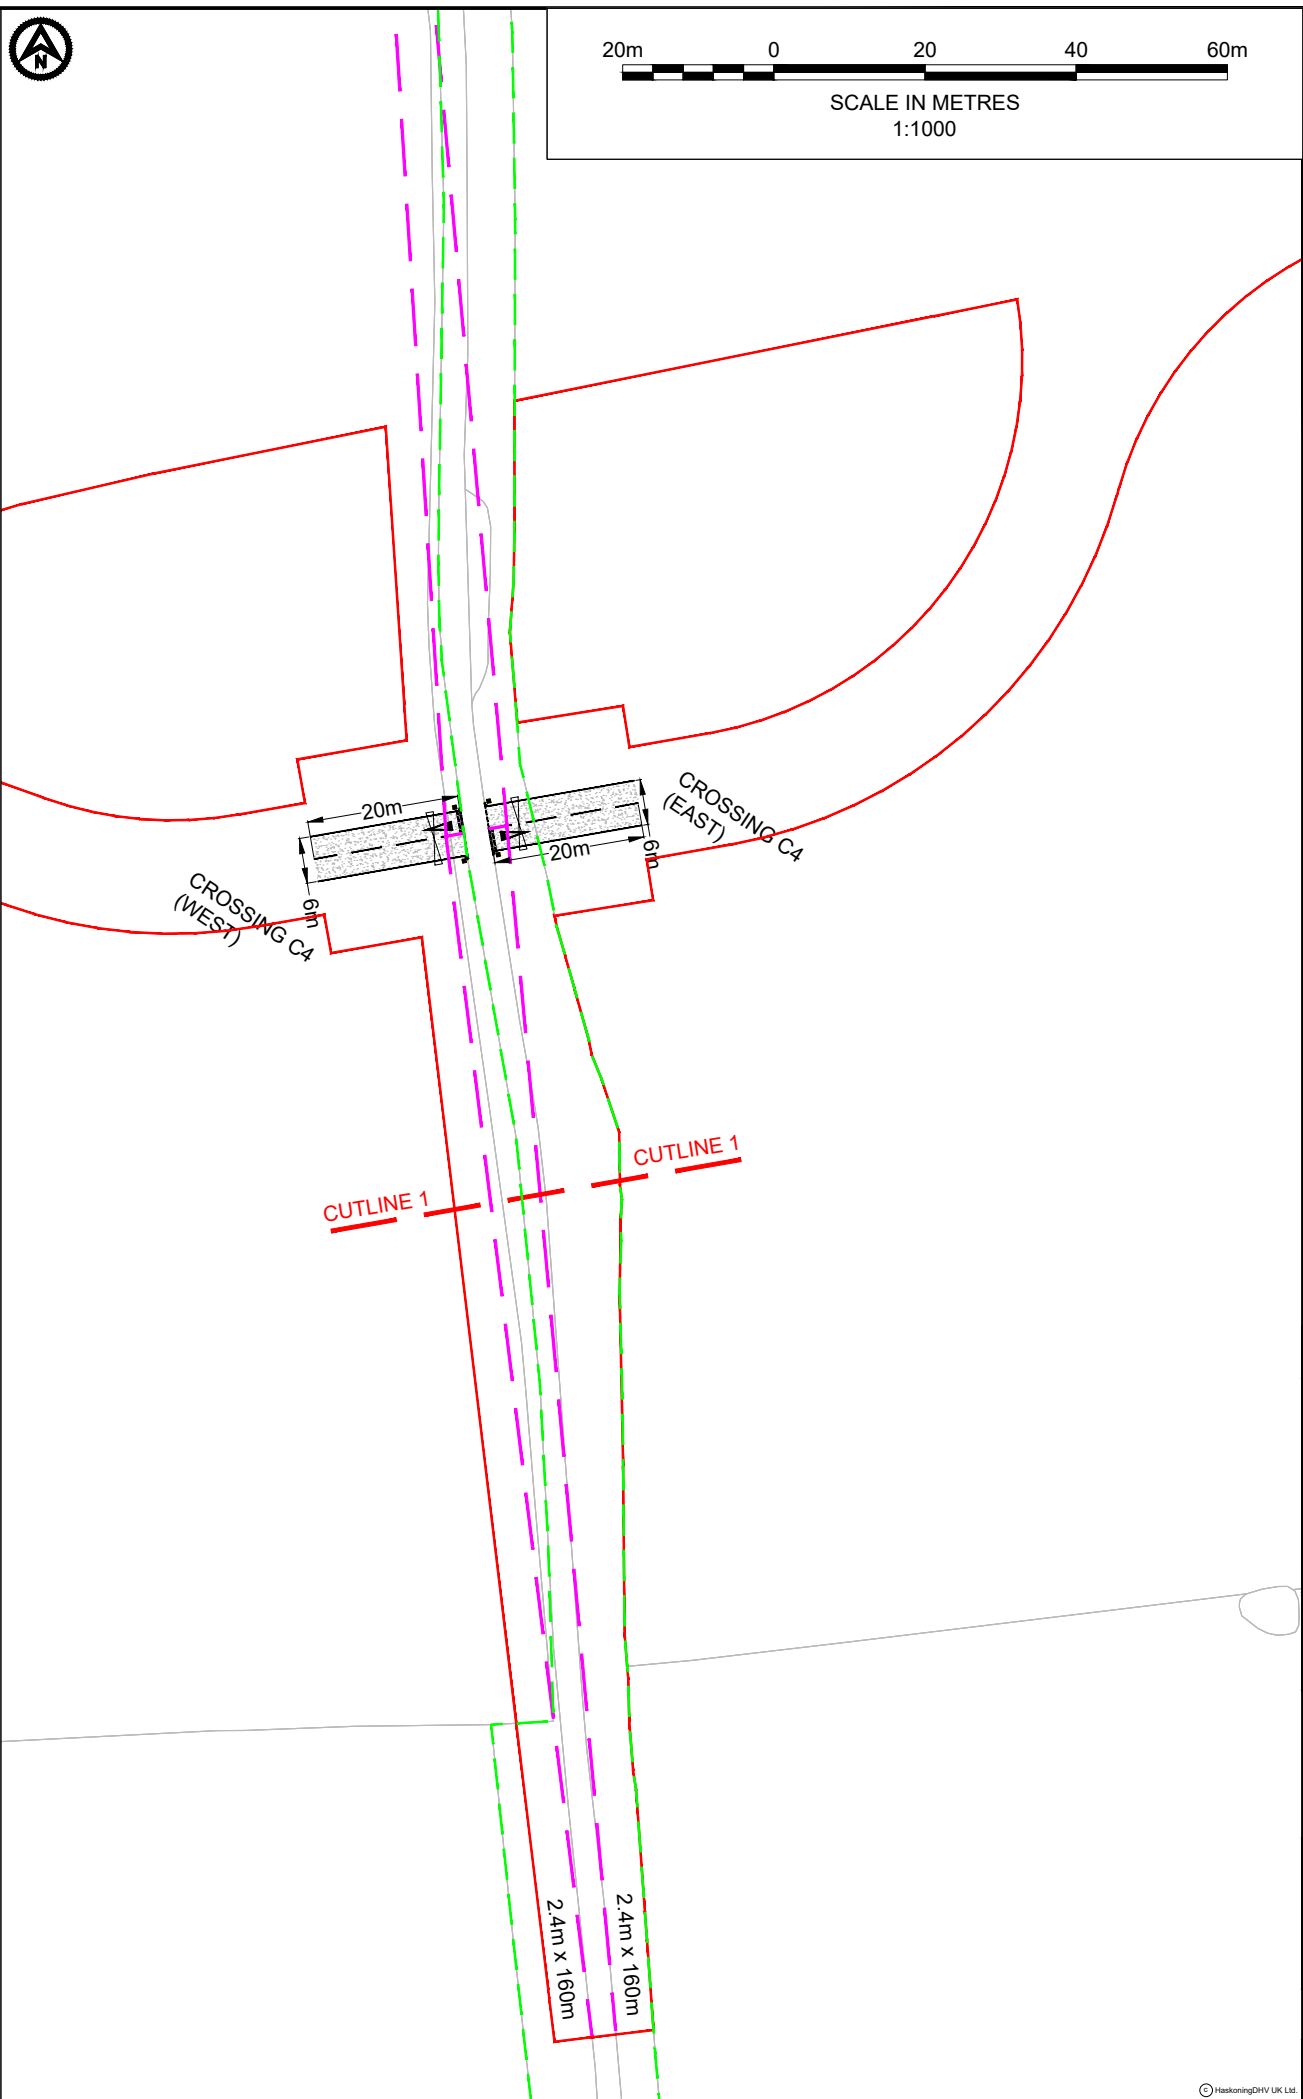 N
20m 0 20 40 60m
SCALE IN METRES
1:1000
20m
6m
CROSSING C4
(WEST)
CROSSING C4
(EAST)
20m
6m
CUTLINE 1
CUTLINE 1
2.4m x 160m
2.4m x 160m
© HaskoningDHV UK Ltd.